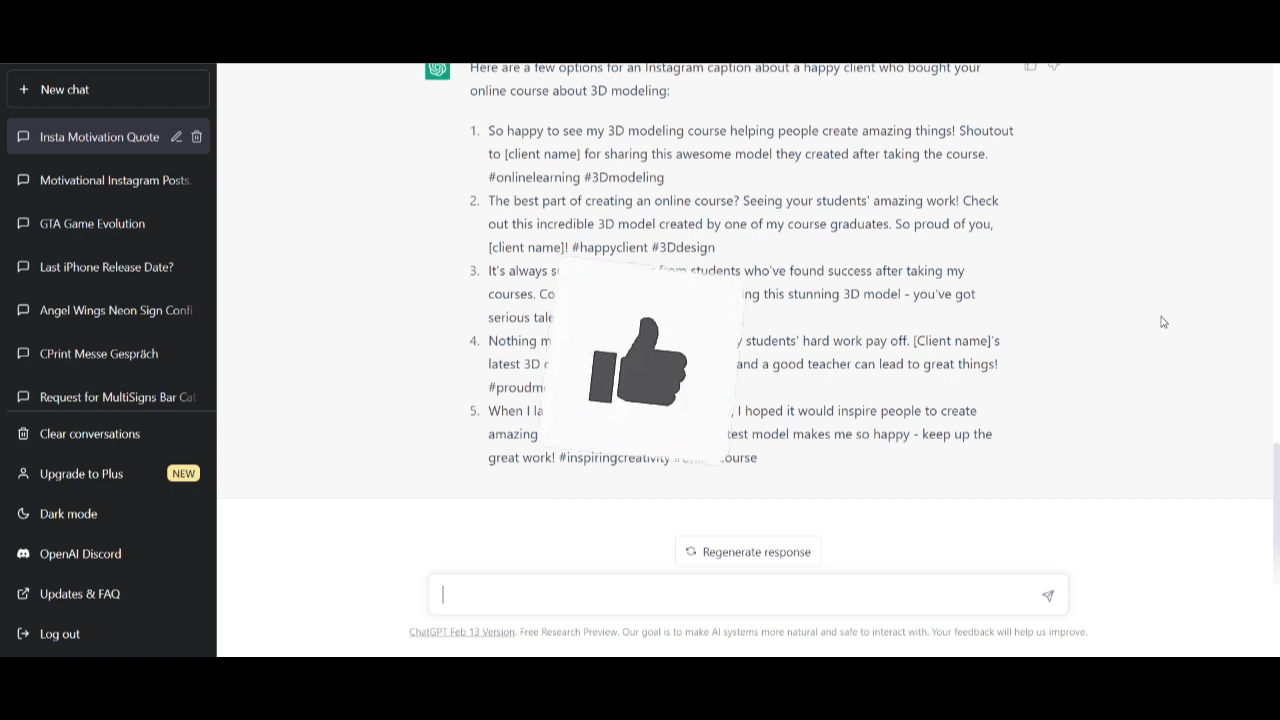 New chat
Insta Motivation Quote
Motivational Instagram Posts.
GTA Game Evolution
Last iPhone Release Date?
Angel Wings Neon Sign Confi
CPrint Messe Gespräch
Request for MultiSigns Bar Cat
Clear conversations
Upgrade to Plus NEW
Dark mode
OpenAI Discord
Updates & FAQ
Log out
Here are a few options for an Instagram caption about a happy client who bought your
online course about 3D modeling:
1. So happy to see my 3D modeling course helping people create amazing things! Shoutout
to [client name] for sharing this awesome model they created after taking the course.
#onlinelearning #3Dmodeling
2. The best part of creating an online course? Seeing your students' amazing work! Check
out this incredible 3D model created by one of my course graduates. So proud of you,
[client name]! #happyclient #3Ddesign
3. It's always from students who've found success after taking my
courses. ing this stunning 3D model - you've got
serious
4. Nothing students' hard work pay off. [Client name]'s
latest 3D and a good teacher can lead to great things!
5. When I , I hoped it would inspire people to create
amazing test model makes me so happy - keep up the
great work! #inspiringcreativity course
Regenerate response
ChatGPT Feb 13 Version. Free Research Preview. Our goal is to make AI systems more natural and safe to interact with. Your feedback will help us improve.